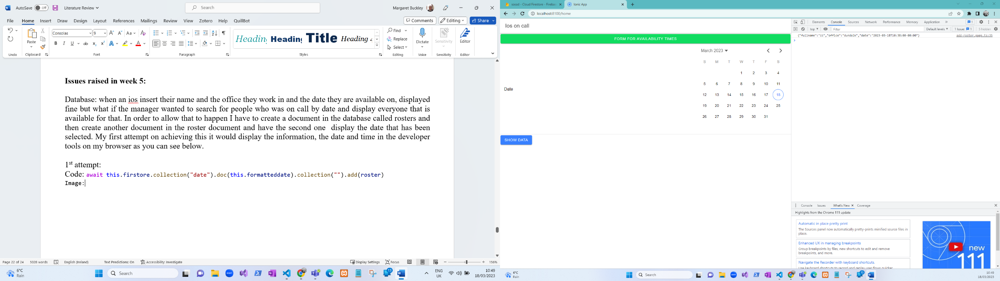 AutoSave Off Literature Review Search Margaret Buckley
File Home Insert Draw Design Layout References Mailings Review View Zotero Help QuillBot Comments Editing Share
Paste Consolas 9 Aa Heading Heading Title Heading 4 Find Replace Select Dictate Sensitivity Editor
Undo Clipboard Font Paragraph Styles Editing Voice Sensitivity Editor
Issues raised in week 5:
Database: when an ios insert their name and the office they work in and the date they are available on, displayed
fine but what if the manager wanted to search for people who was on call by date and display everyone that is
available for that. In order to allow that to happen I have to create a document in the database called rosters and
then create another document in the roster document and have the second one display the date that has been
selected. My first attempt on achieving this it would display the information, the date and time in the developer
tools on my browser as you can see below.
1st attempt:
Code: await this.firstore.collection("date").doc(this.formatteddate).collection("").add(roster)
Image:
Page 22 of 24 5028 words English (Ireland) Text Predictions: On Accessibility: Investigate Display Settings Focus 156%
6°C Rain Search ENG UK 10:49 18/03/2023
sosad - Cloud Firestore - Firebas Ionic App
localhost:8100/home
Ios on call
FORM FOR AVAILABILITY TIMES
March 2023
S M T W T F S
1 2 3 4
5 6 7 8 9 10 11
Date
12 13 14 15 16 17 18
19 20 21 22 23 24 25
26 27 28 29 30 31
SHOW DATA
Elements Console Sources Network Performance Memory Application 1
top Filter Default levels 1 Issue: 1 5 hidden
{"fullname":"zz","office":"dundalk","date":"2023-03-18T10:38:00-00:00"} add-roster.page.ts:35
Console Issues What's New Coverage
Highlights from the Chrome 111 update
Automatic in place pretty print
The Sources panel now automatically pretty-prints minified source files in
place.
Enhanced UX in managing breakpoints
Group breakpoints by files, new shortcuts to edit and remove
breakpoints, and more.
Navigate the Recorder with keyboard shortcuts.
Use keyboard shortcuts to record and replay user flows quicker
new
111
6°C Rain Search 10:49 18/03/2023